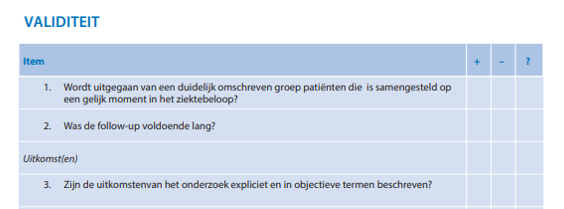 VALIDITEIT
Item + – ?
1. Wordt uitgegaan van een duidelijk omschreven groep patiënten die is samengesteld op
een gelijk moment in het ziektebeloop?
2. Was de follow-up voldoende lang?
Uitkomst(en)
3. Zijn de uitkomstenvan het onderzoek expliciet en in objectieve termen beschreven?